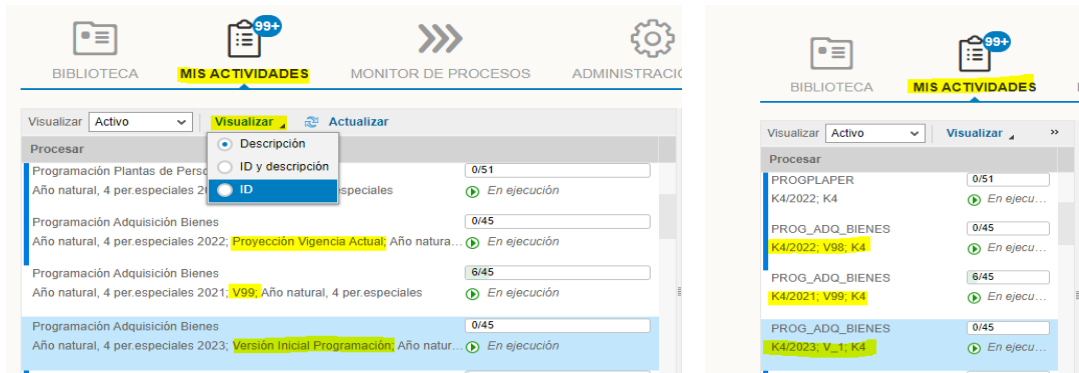 99+
BIBLIOTECA MIS ACTIVIDADES MONITOR DE PROCESOS
Visualizar Activo Visualizar Actualizar
Procesar
Descripción
ID y descripción
ID
Programación Plantas de 0/51
Año natural, 4 per.especiales En ejecución
Programación Adquisición Bienes 0/45
Año natural, 4 per.especiales 2022; Proyección Vigencia Actual; Año natura... En ejecución
Programación Adquisición Bienes 6/45
Año natural, 4 per.especiales 2021; V99; Año natural, 4 per.especiales En ejecución
Programación Adquisición Bienes 0/45
Año natural, 4 per.especiales 2023; Versión Inicial Programación; Año natur... En ejecución
99+
BIBLIOTECA MIS ACTIVIDADES
Visualizar Activo Visualizar »
Procesar
PROGPLAPER 0/51
K4/2022; K4 En ejecu...
PROG_ADQ_BIENES 0/45
K4/2022; V98; K4 En ejecu...
PROG_ADQ_BIENES 6/45
K4/2021; V99; K4 En ejecu...
PROG_ADQ_BIENES 0/45
K4/2023; V_1; K4 En ejecu...